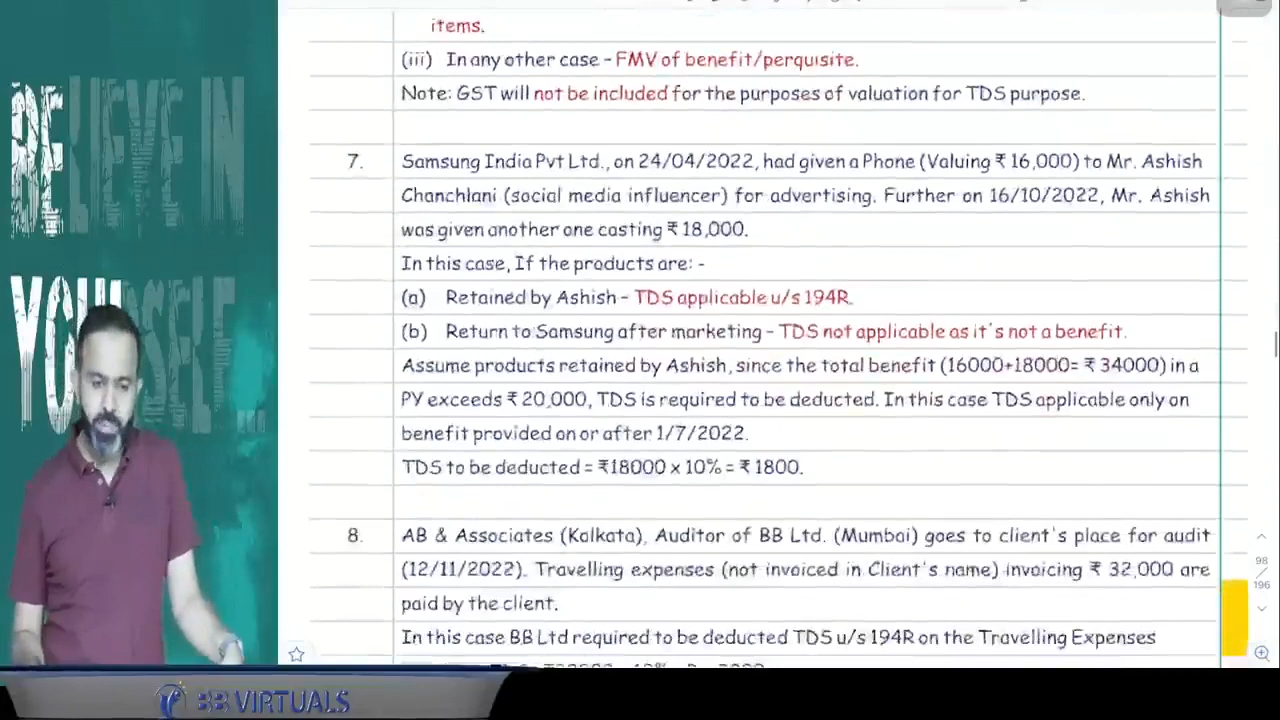 items.
(iii) In any other case - FMV of benefit/perquisite.
Note: GST will not be included for the purposes of valuation for TDS purpose.
7. Samsung India Pvt Ltd., on 24/04/2022, had given a Phone (Valuing ₹ 16,000) to Mr. Ashish
Chanchlani (social media influencer) for advertising. Further on 16/10/2022, Mr. Ashish
was given another one costing ₹ 18,000.
In this case, If the products are: -
(a) Retained by Ashish - TDS applicable u/s 194R.
(b) Return to Samsung after marketing - TDS not applicable as it's not a benefit.
Assume products retained by Ashish, since the total benefit (16000+18000= ₹ 34000) in a
PY exceeds ₹ 20,000, TDS is required to be deducted. In this case TDS applicable only on
benefit provided on or after 1/7/2022.
TDS to be deducted = ₹18000 x 10% = ₹ 1800.
8. AB & Associates (Kolkata), Auditor of BB Ltd. (Mumbai) goes to client's place for audit
(12/11/2022). Travelling expenses (not invoiced in Client's name) invoicing ₹ 32,000 are
paid by the client.
In this case BB Ltd required to be deducted TDS u/s 194R on the Travelling Expenses
98
196
BELIEVE IN
YOURSELF...
BB VIRTUALS